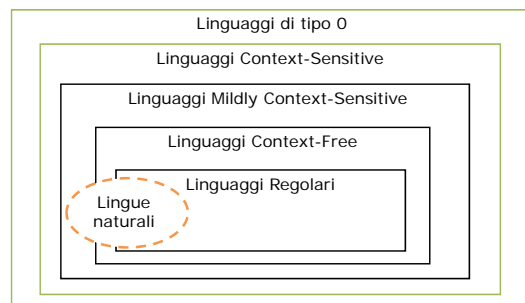 Linguaggi di tipo 0
Linguaggi Context-Sensitive
Linguaggi Mildly Context-Sensitive
Linguaggi Context-Free
Linguaggi Regolari
Lingue
naturali